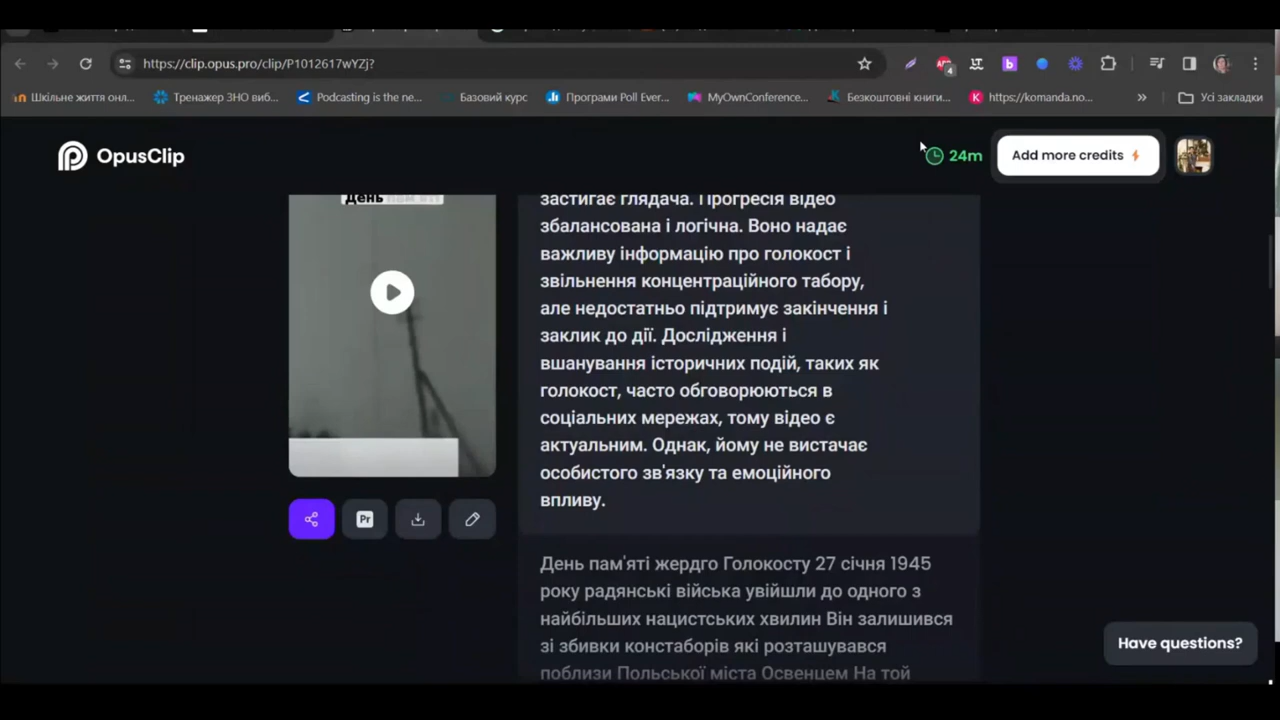 https://clip.opus.pro/clip/P1012617wYZj?
4
Шкільне життя онл...
Тренажер ЗНО виб...
Podcasting is the ne...
Базовий курс
Програми Poll Ever...
MyOwnConference...
Безкоштовні книги...
https://komanda.no...
»
Усі закладки
OpusClip
24m
Add more credits
День пам'яті
застигає глядача. Прогресія відео
збалансована і логічна. Воно надає
важливу інформацію про голокост і
звільнення концентраційного табору,
але недостатньо підтримує закінчення і
заклик до дії. Дослідження і
вшанування історичних подій, таких як
голокост, часто обговорюються в
соціальних мережах, тому відео є
актуальним. Однак, йому не вистачає
особистого зв'язку та емоційного
впливу.
Pr
День пам'яті жердго Голокосту 27 січня 1945
року радянські війська увійшли до одного з
найбільших нацистських хвилин Він залишився
зі збивки констаборів які розташувався
поблизи Польської міста Освенцем На той
Have questions?